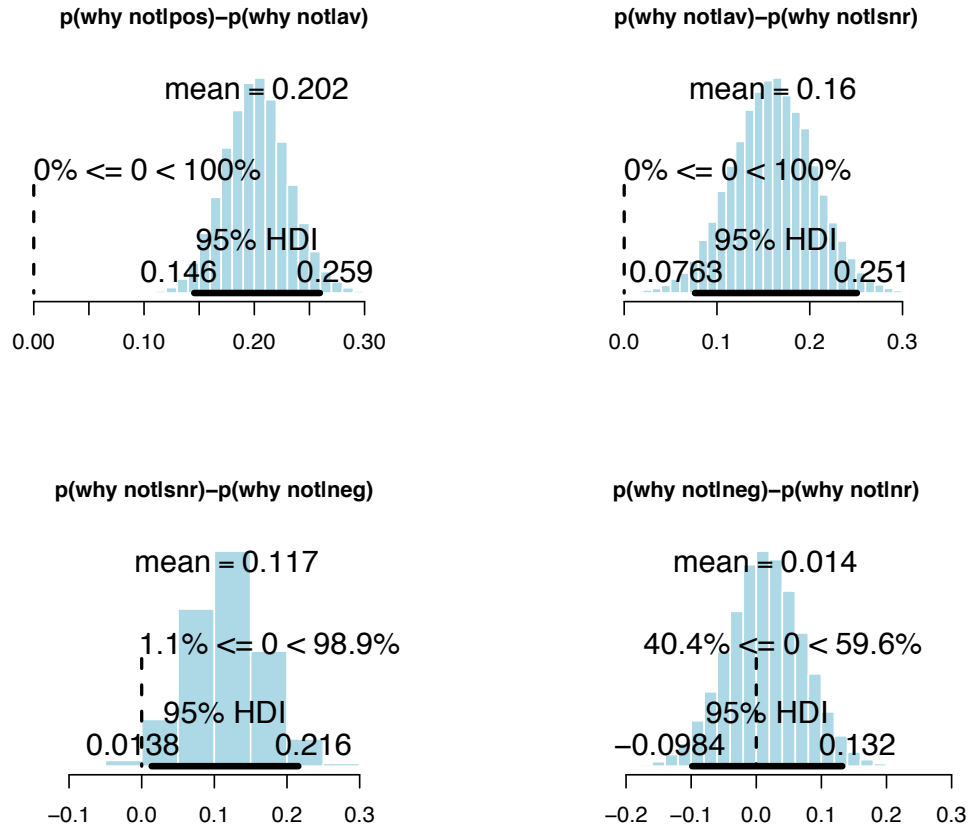 p(why not|pos)−p(why not|av)
mean = 0.202
0% <= 0 < 100%
95% HDI
0.146 0.259
0.00 0.10 0.20 0.30
p(why not|av)−p(why not|snr)
mean = 0.16
0% <= 0 < 100%
95% HDI
0.0763 0.251
0.0 0.1 0.2 0.3
p(why not|snr)−p(why not|neg)
mean = 0.117
1.1% <= 0 < 98.9%
95% HDI
0.0138 0.216
−0.1 0.0 0.1 0.2 0.3
p(why not|neg)−p(why not|nr)
mean = 0.014
40.4% <= 0 < 59.6%
95% HDI
−0.0984 0.132
−0.2 −0.1 0.0 0.1 0.2 0.3